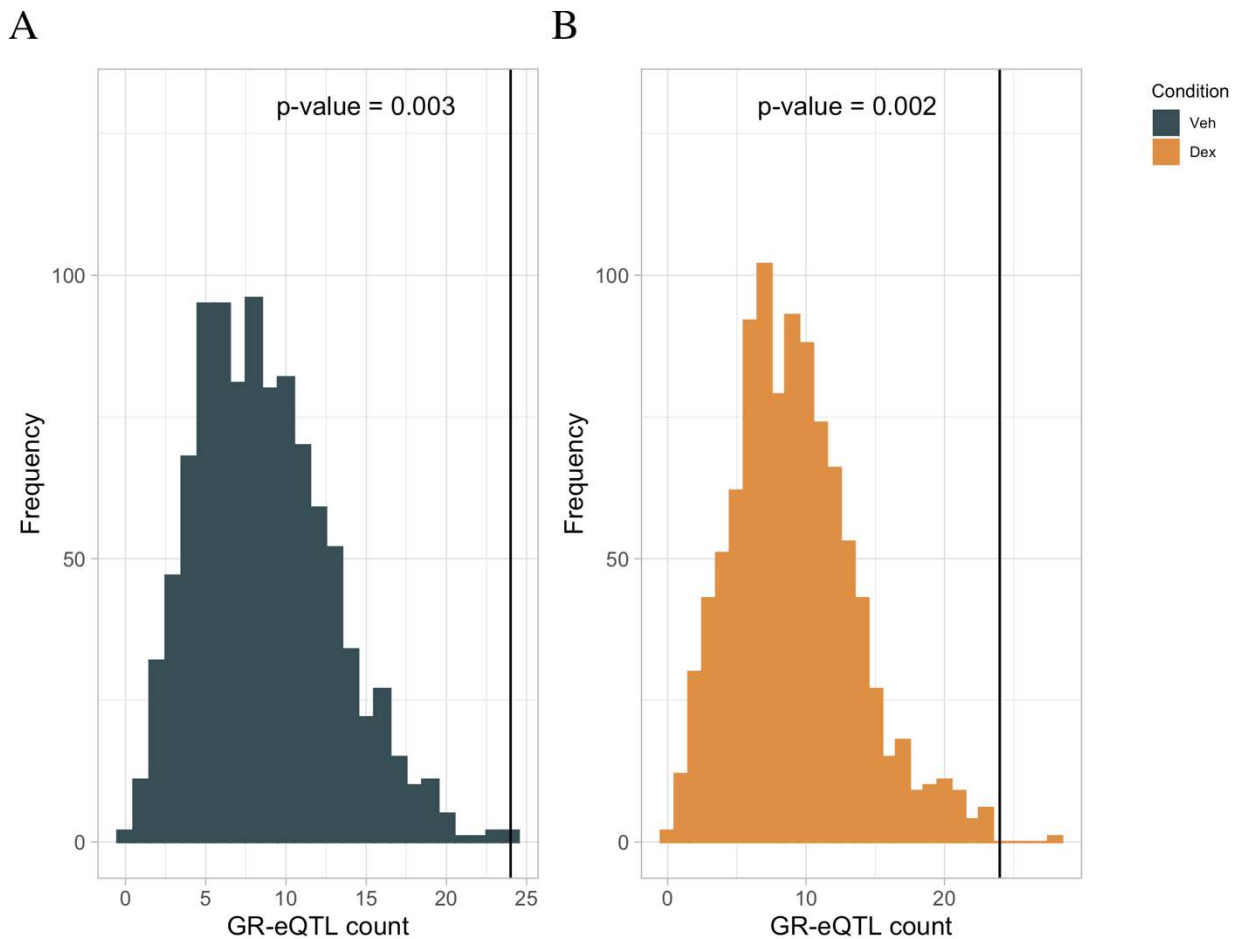 A
B
p-value = 0.003
p-value = 0.002
Condition
Veh
Dex
Frequency
100
50
0
0
5
10
15
20
25
GR-eQTL count
Frequency
100
50
0
0
10
20
GR-eQTL count